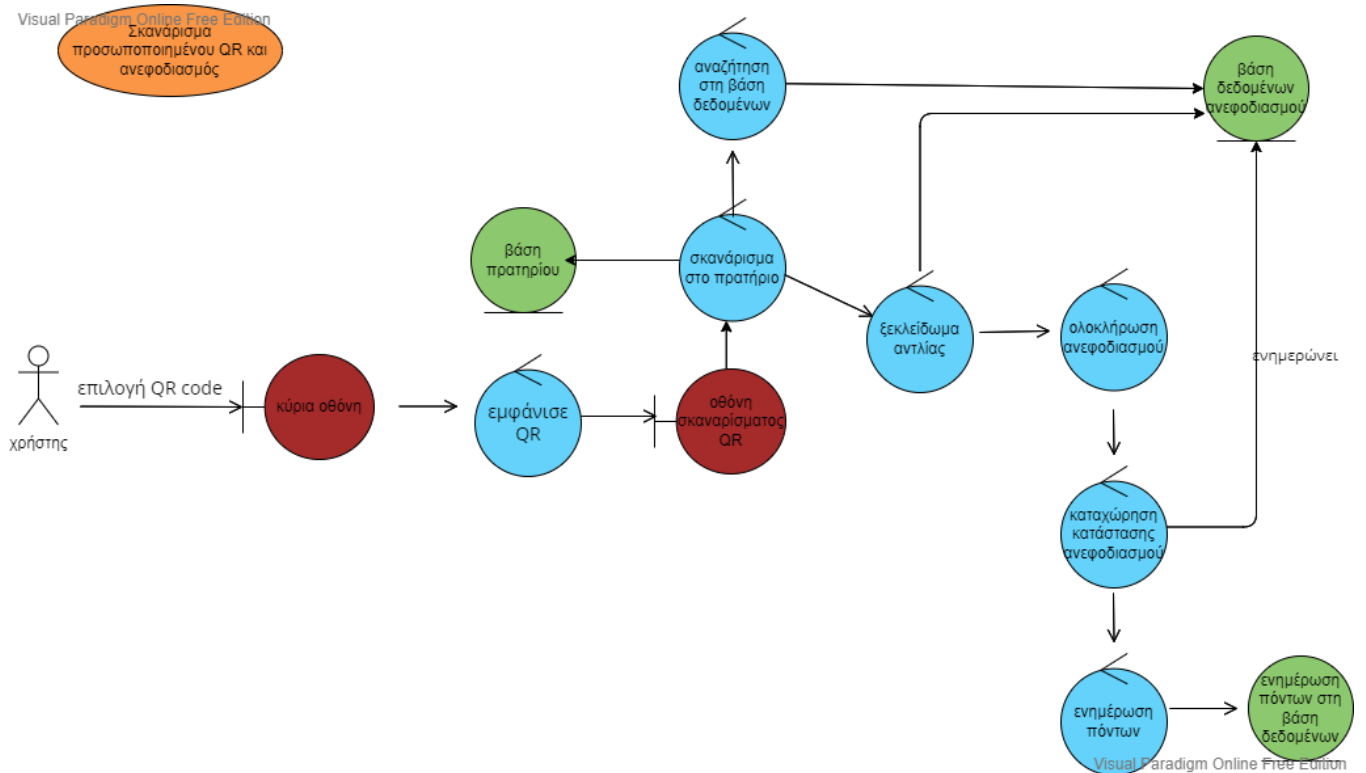 Visual Paradigm Online Free Edition
Σκανάρισμα
προσωποποιημένου QR και
ανεφοδιασμός
αναζήτηση
στη βάση
δεδομένων
βάση
δεδομένων
ανεφοδιασμού
βάση
πρατηρίου
σκανάρισμα
στο πρατήριο
ξεκλείδωμα
αντλίας
ολοκλήρωση
ανεφοδιασμού
ενημερώνει
χρήστης
επιλογή QR code
κύρια οθόνη
εμφάνισε
QR
οθόνη
σκαναρίσματος
QR
καταχώρηση
κατάστασης
ανεφοδιασμού
ενημέρωση
πόντων
ενημέρωση
πόντων στη
βάση
δεδομένων
Visual Paradigm Online Free Edition